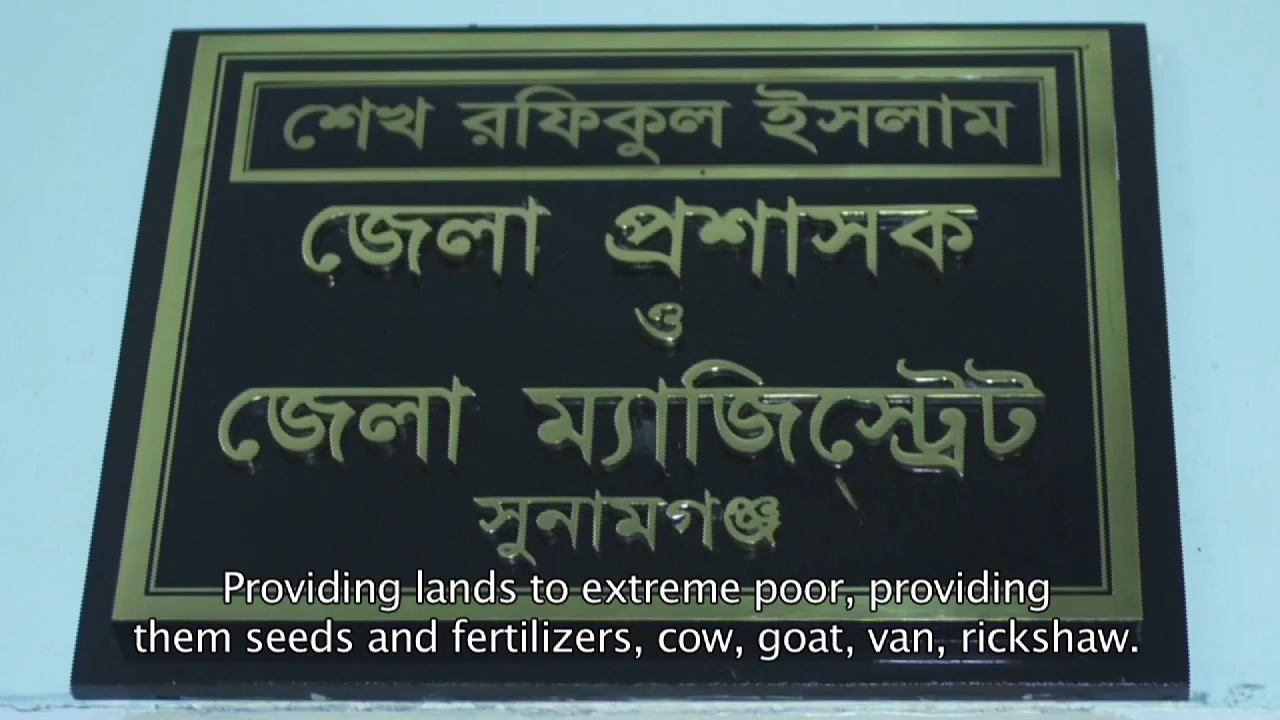 শেখ রফিকুল ইসলাম
জেলা প্রশাসক
ও
জেলা ম্যাজিস্ট্রেট
সুনামগঞ্জ
Providing lands to extreme poor, providing
them seeds and fertilizers, cow, goat, van, rickshaw.